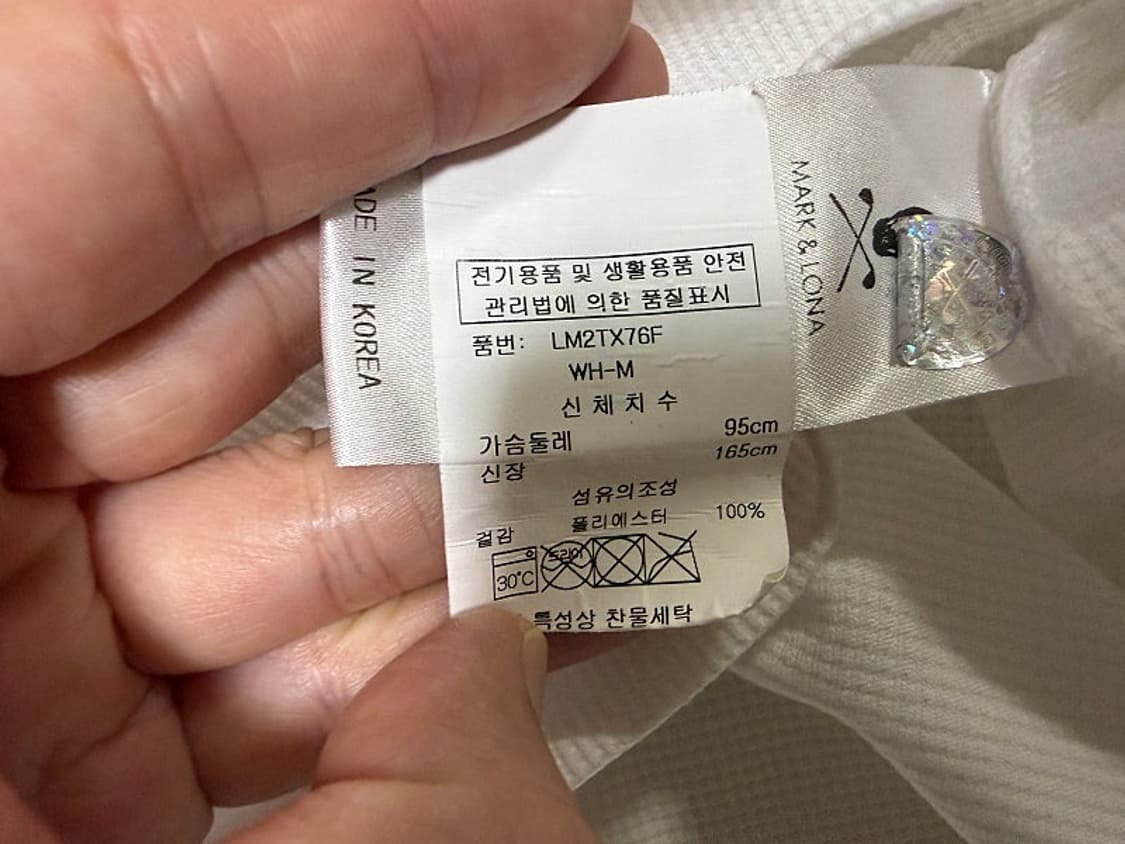 전기용품 및 생활용품 안전
관리법에 의한 품질표시
품번: LM2TX76F
WH-M
신체치수
가슴둘레 95cm
신장 165cm
섬유의조성
겉감 폴리에스터 100%
30℃ 드라이
특성상 찬물세탁
IN KOREA
MARK & LONA